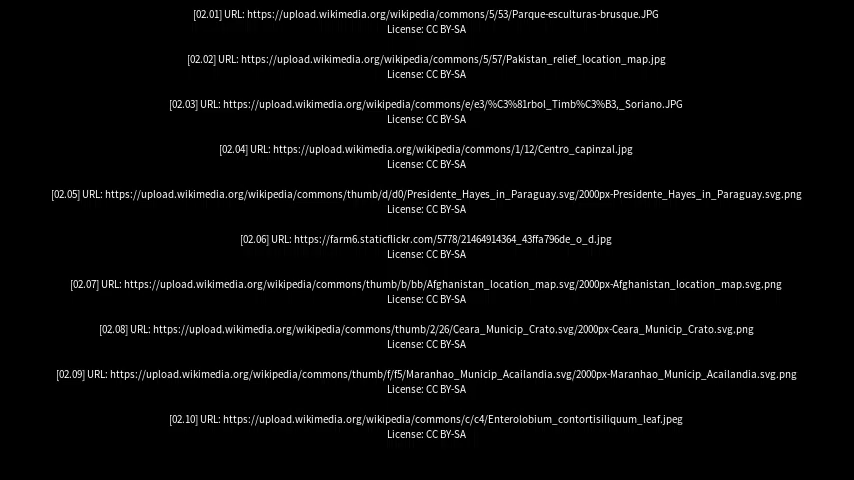 [02.01] URL: https://upload.wikimedia.org/wikipedia/commons/5/53/Parque-esculturas-brusque.JPG
License: CC BY-SA
[02.02] URL: https://upload.wikimedia.org/wikipedia/commons/5/57/Pakistan_relief_location_map.jpg
License: CC BY-SA
[02.03] URL: https://upload.wikimedia.org/wikipedia/commons/e/e3/%C3%81rbol_Timb%C3%B3,_Soriano.JPG
License: CC BY-SA
[02.04] URL: https://upload.wikimedia.org/wikipedia/commons/1/12/Centro_capinzal.jpg
License: CC BY-SA
[02.05] URL: https://upload.wikimedia.org/wikipedia/commons/thumb/d/d0/Presidente_Hayes_in_Paraguay.svg/2000px-Presidente_Hayes_in_Paraguay.svg.png
License: CC BY-SA
[02.06] URL: https://farm6.staticflickr.com/5778/21464914364_43ffa796de_o_d.jpg
License: CC BY-SA
[02.07] URL: https://upload.wikimedia.org/wikipedia/commons/thumb/b/bb/Afghanistan_location_map.svg/2000px-Afghanistan_location_map.svg.png
License: CC BY-SA
[02.08] URL: https://upload.wikimedia.org/wikipedia/commons/thumb/2/26/Ceara_Municip_Crato.svg/2000px-Ceara_Municip_Crato.svg.png
License: CC BY-SA
[02.09] URL: https://upload.wikimedia.org/wikipedia/commons/thumb/f/f5/Maranhao_Municip_Acailandia.svg/2000px-Maranhao_Municip_Acailandia.svg.png
License: CC BY-SA
[02.10] URL: https://upload.wikimedia.org/wikipedia/commons/c/c4/Enterolobium_contortisiliquum_leaf.jpeg
License: CC BY-SA